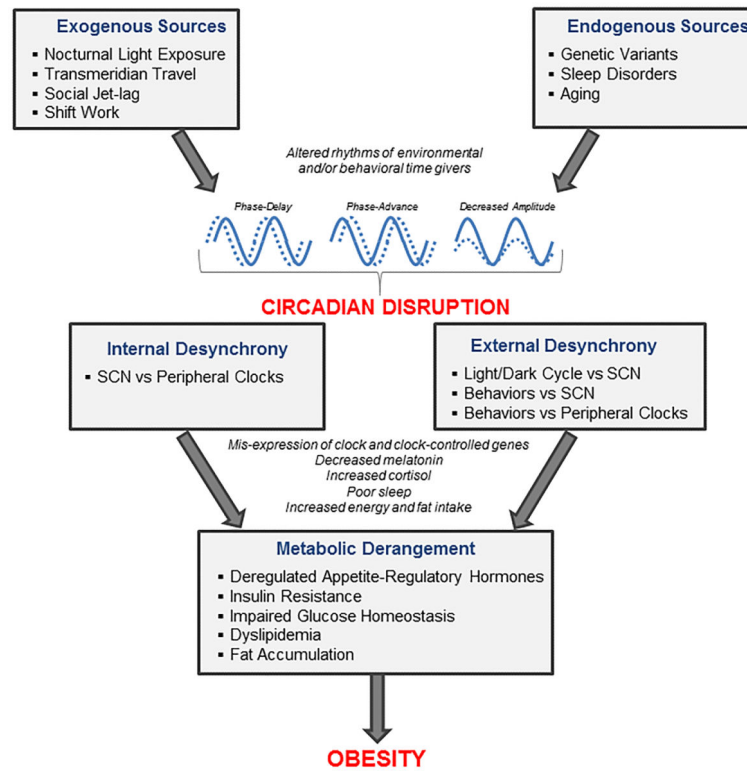 Exogenous Sources
▪ Nocturnal Light Exposure
▪ Transmeridian Travel
▪ Social Jet-lag
▪ Shift Work
Endogenous Sources
▪ Genetic Variants
▪ Sleep Disorders
▪ Aging
Altered rhythms of environmental
and/or behavioral time givers
Phase-Delay
Phase-Advance
Decreased Amplitude
CIRCADIAN DISRUPTION
Internal Desynchrony
▪ SCN vs Peripheral Clocks
External Desynchrony
▪ Light/Dark Cycle vs SCN
▪ Behaviors vs SCN
▪ Behaviors vs Peripheral Clocks
Mis-expression of clock and clock-controlled genes
Decreased melatonin
Increased cortisol
Poor sleep
Increased energy and fat intake
Metabolic Derangement
▪ Deregulated Appetite-Regulatory Hormones
▪ Insulin Resistance
▪ Impaired Glucose Homeostasis
▪ Dyslipidemia
▪ Fat Accumulation
OBESITY